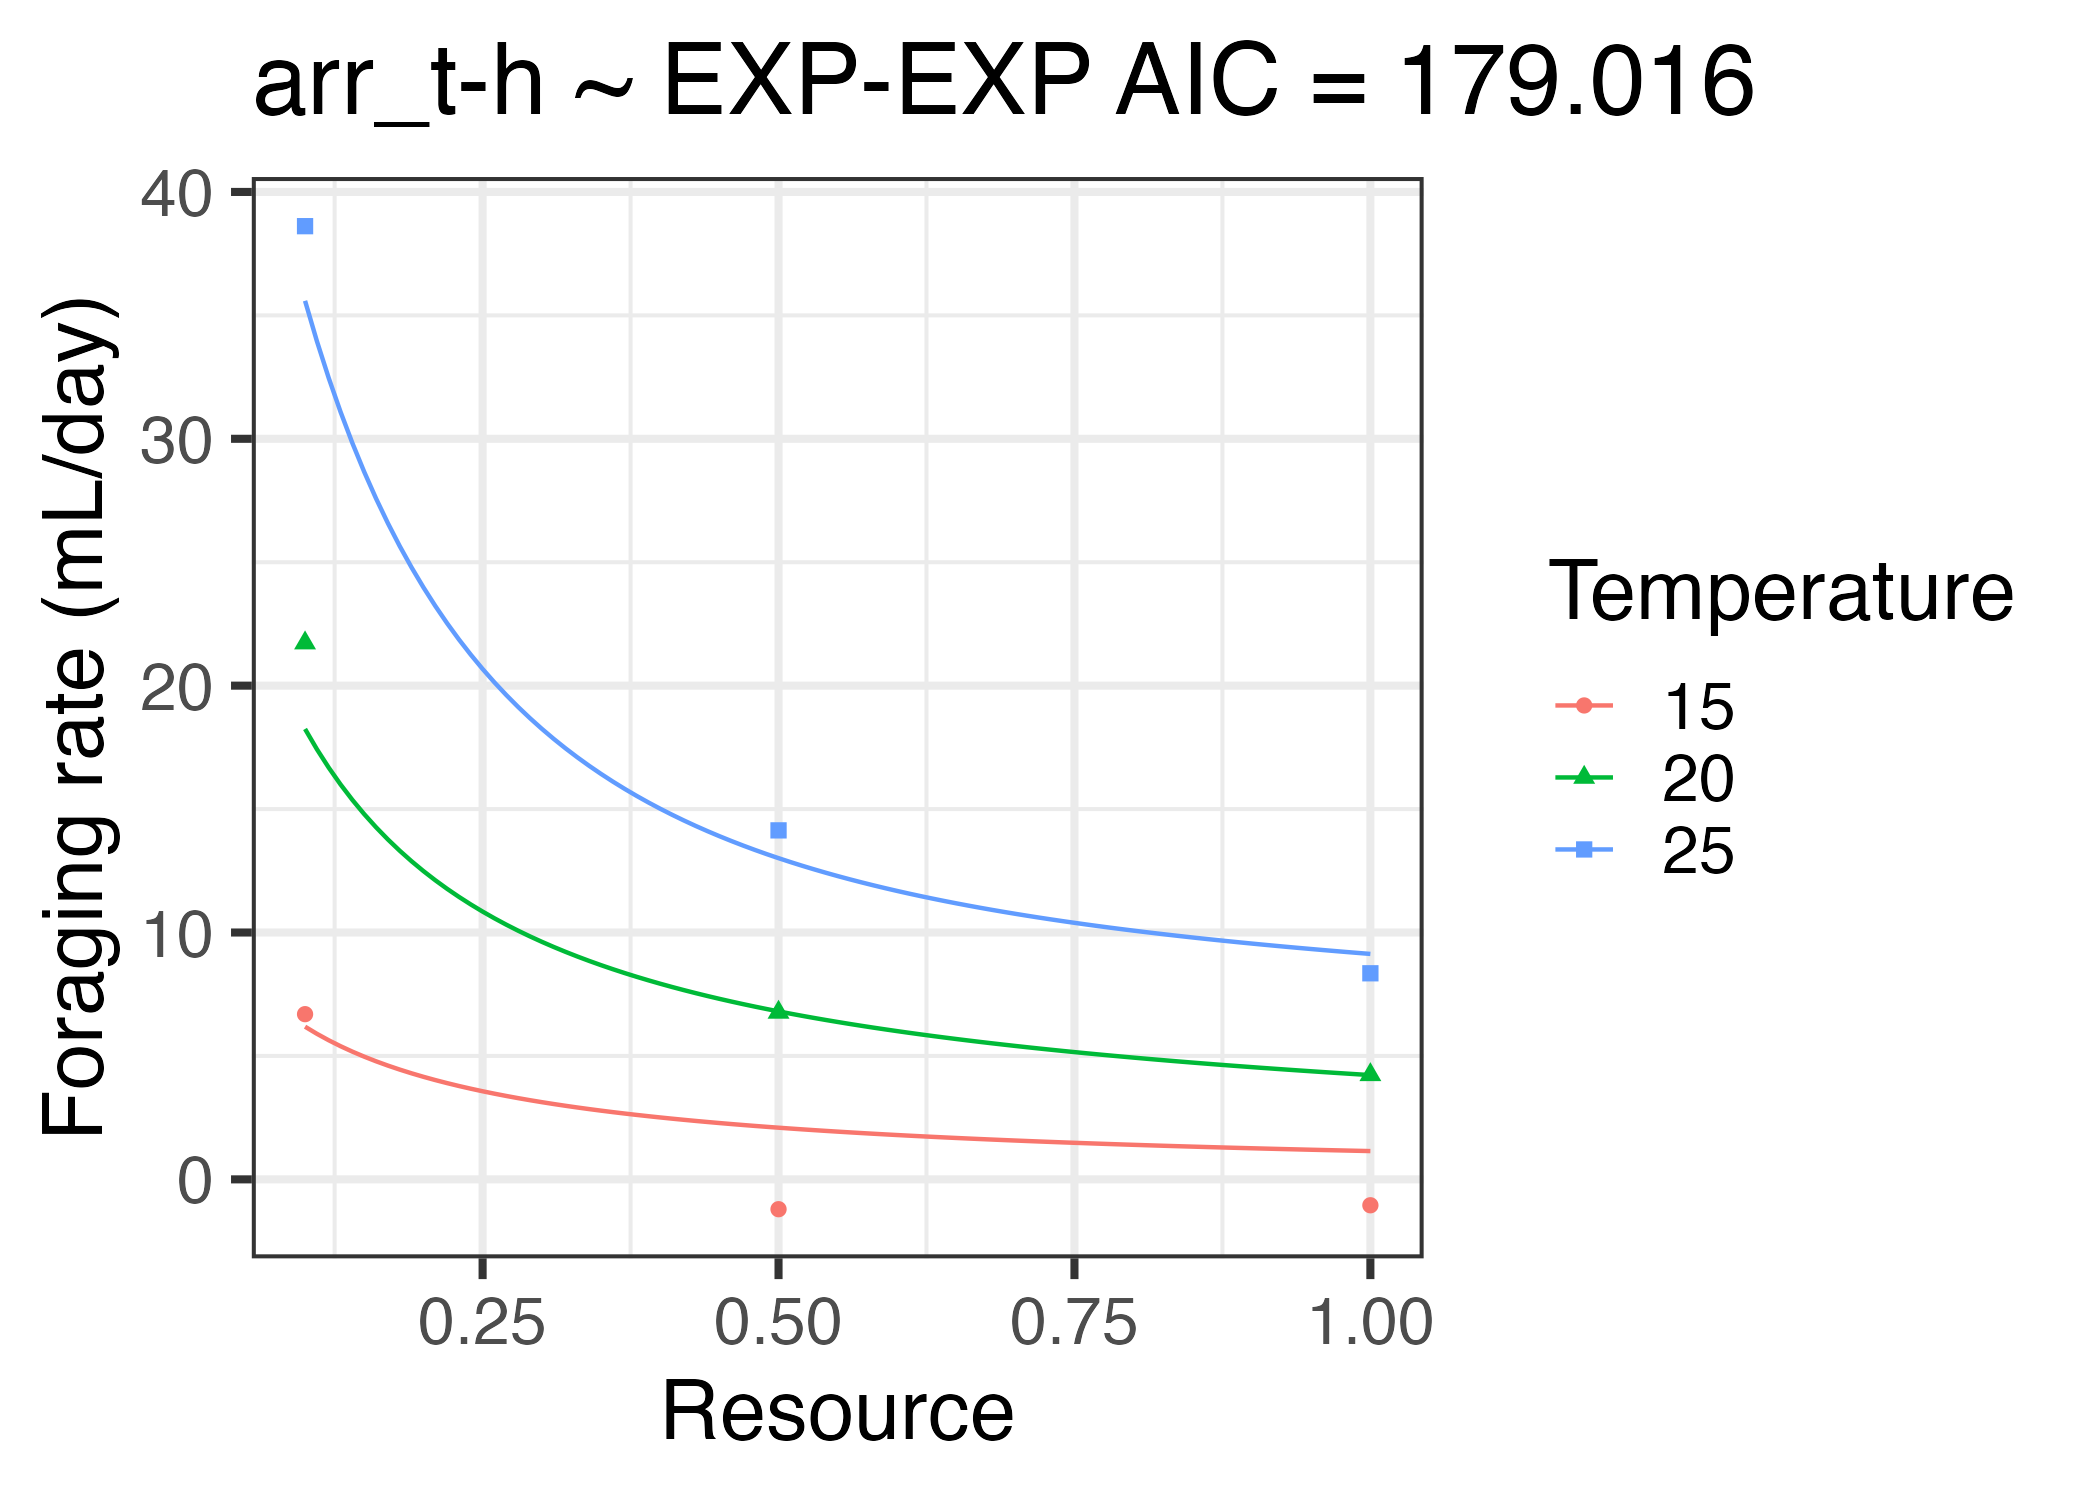 arr_t-h ~ EXP-EXP AIC = 179.016
40
30
20
10
0
Foraging rate (mL/day)
0.25 0.50 0.75 1.00
Resource
Temperature
15
20
25